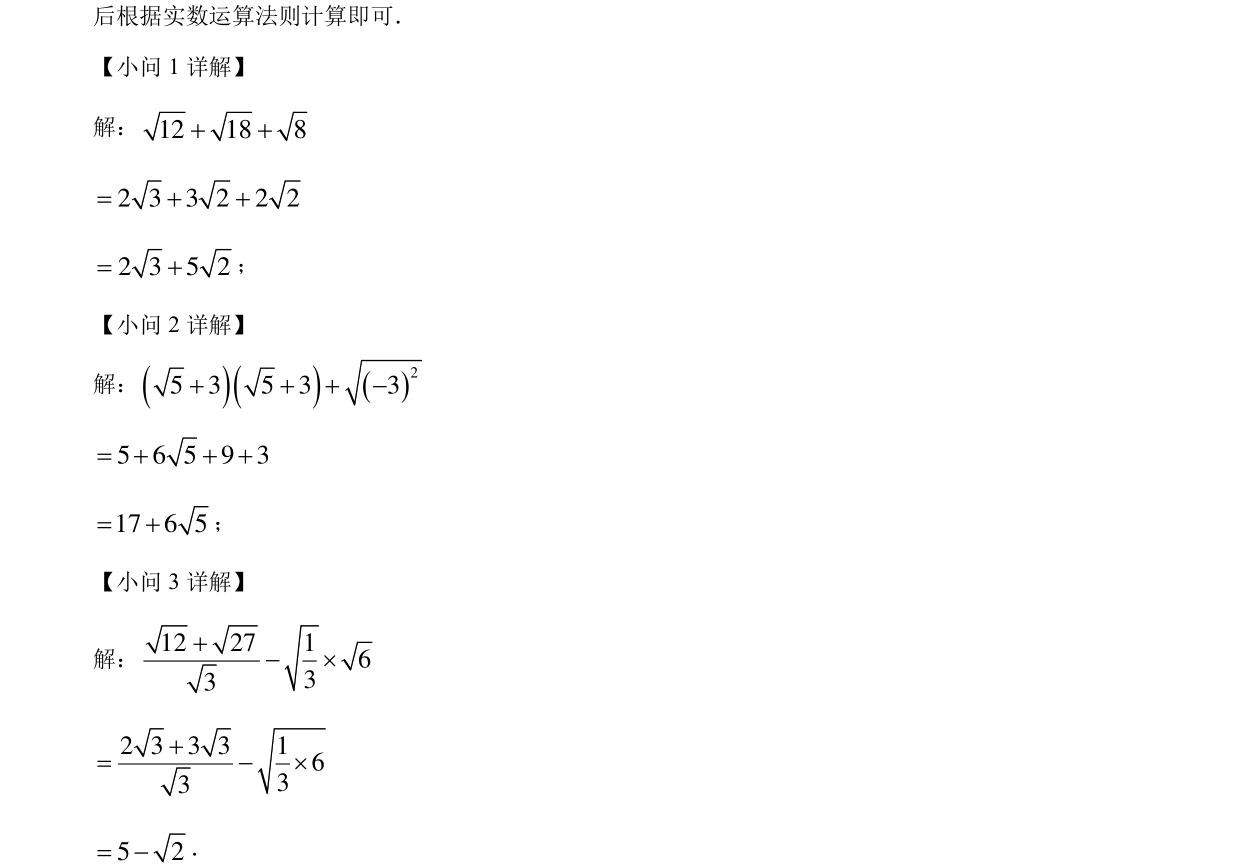 后根据实数运算法则计算即可．
【小问 1 详解】
解：√12 + √18 + √8
= 2√3 + 3√2 + 2√2
= 2√3 + 5√2；
【小问 2 详解】
解：(√5 + 3)(√5 + 3) + √((−3)²)
= 5 + 6√5 + 9 + 3
= 17 + 6√5；
【小问 3 详解】
解：(√12 + √27)/√3 − √(1/3) × √6
= (2√3 + 3√3)/√3 − √(1/3 × 6)
= 5 − √2．